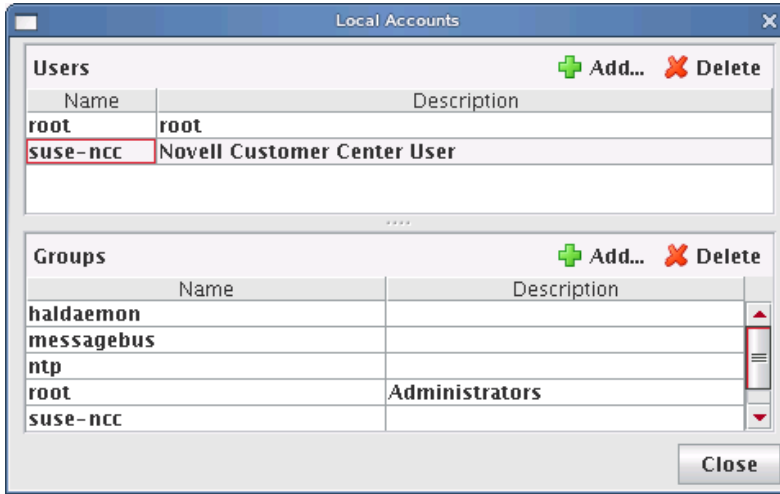 Local Accounts
Users Add... Delete
Name Description
root root
suse-ncc Novell Customer Center User
Groups Add... Delete
Name Description
haldaemon
messagebus
ntp
root Administrators
suse-ncc
Close